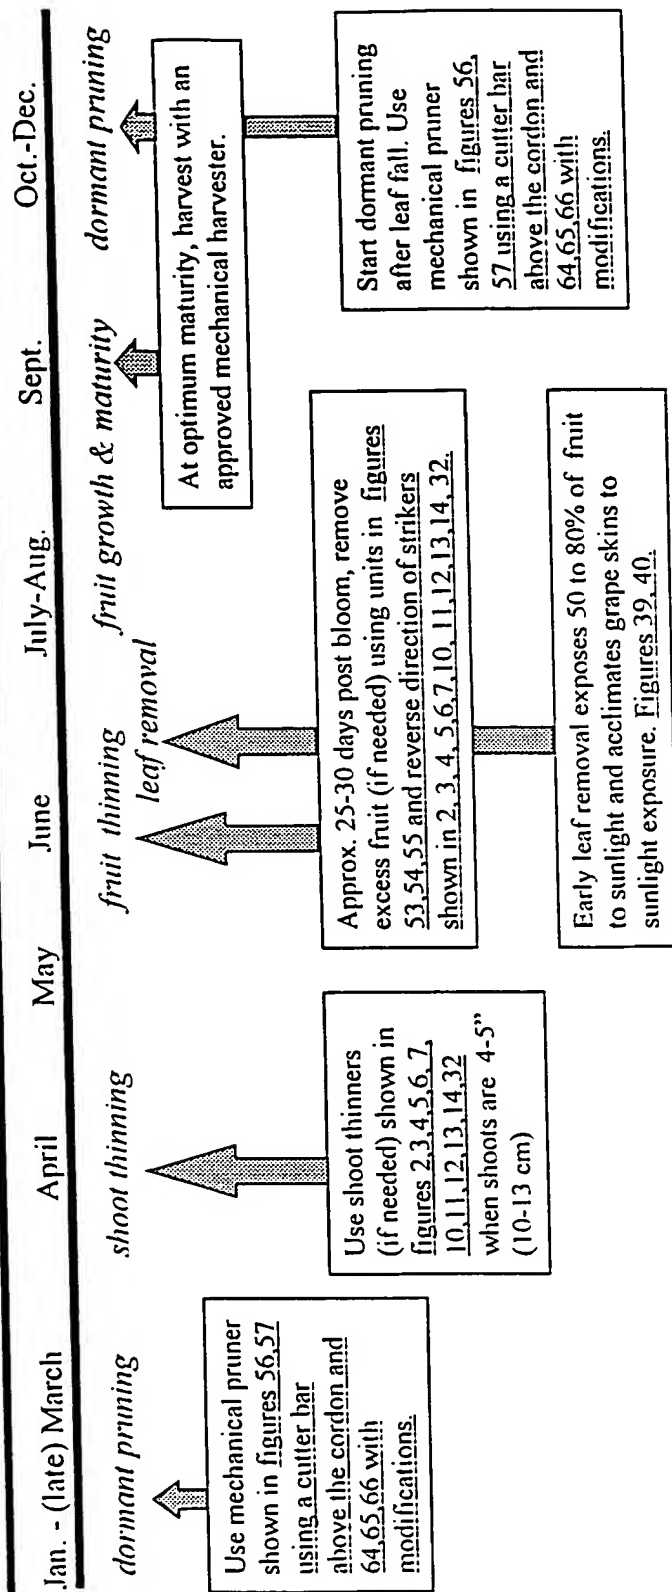 Jan. - (late) March
April
May
June
July-Aug.
Sept.
Oct.-Dec.
dormant pruning
shoot thinning
fruit thinning
leaf removal
fruit growth & maturity
dormant pruning
Use mechanical pruner
shown in figures 56,57
using a cutter bar
above the cordon and
64,65,66 with
modifications.
Use shoot thinners
(if needed) shown in
figures 2,3,4,5,6,7,
10,11,12,13,14,32
when shoots are 4-5”
(10-13 cm)
Approx. 25-30 days post bloom, remove
excess fruit (if needed) using units in figures
53,54,55 and reverse direction of strikers
shown in 2, 3, 4, 5,6,7,10, 11,12,13,14, 32.
Early leaf removal exposes 50 to 80% of fruit
to sunlight and acclimates grape skins to
sunlight exposure. Figures 39, 40.
At optimum maturity, harvest with an
approved mechanical harvester.
Start dormant pruning
after leaf fall. Use
mechanical pruner
shown in figures 56,
57 using a cutter bar
above the cordon and
64,65,66 with
modifications.